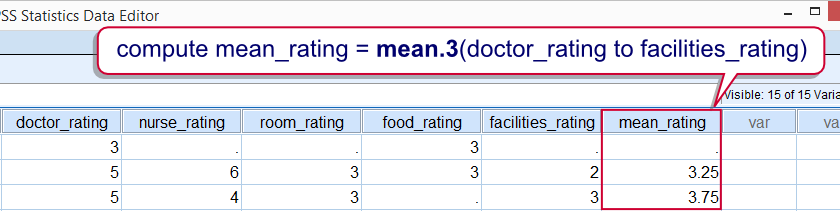 PSS Statistics Data Editor
compute mean_rating = mean.3(doctor_rating to facilities_rating)
Visible: 15 of 15 Varia
doctor_rating nurse_rating room_rating food_rating facilities_rating mean_rating var va
3 . . 3 . .
5 6 3 3 2 3.25
5 4 3 . 3 3.75